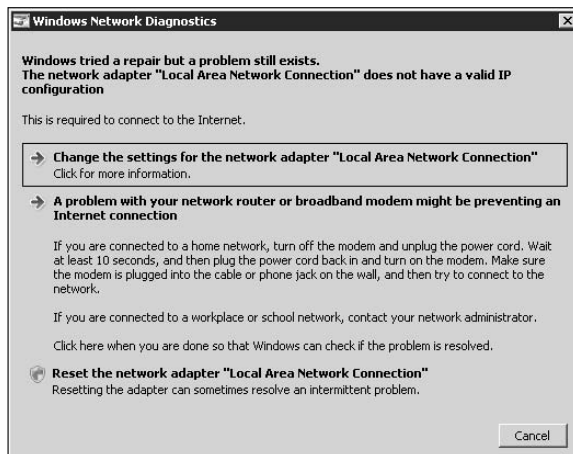 Windows Network Diagnostics
Windows tried a repair but a problem still exists.
The network adapter "Local Area Network Connection" does not have a valid IP
configuration
This is required to connect to the Internet.
Change the settings for the network adapter "Local Area Network Connection"
Click for more information.
A problem with your network router or broadband modem might be preventing an
Internet connection
If you are connected to a home network, turn off the modem and unplug the power cord. Wait
at least 10 seconds, and then plug the power cord back in and turn on the modem. Make sure
the modem is plugged into the cable or phone jack on the wall, and then try to connect to the
network.
If you are connected to a workplace or school network, contact your network administrator.
Click here when you are done so that Windows can check if the problem is resolved.
Reset the network adapter "Local Area Network Connection"
Resetting the adapter can sometimes resolve an intermittent problem.
Cancel